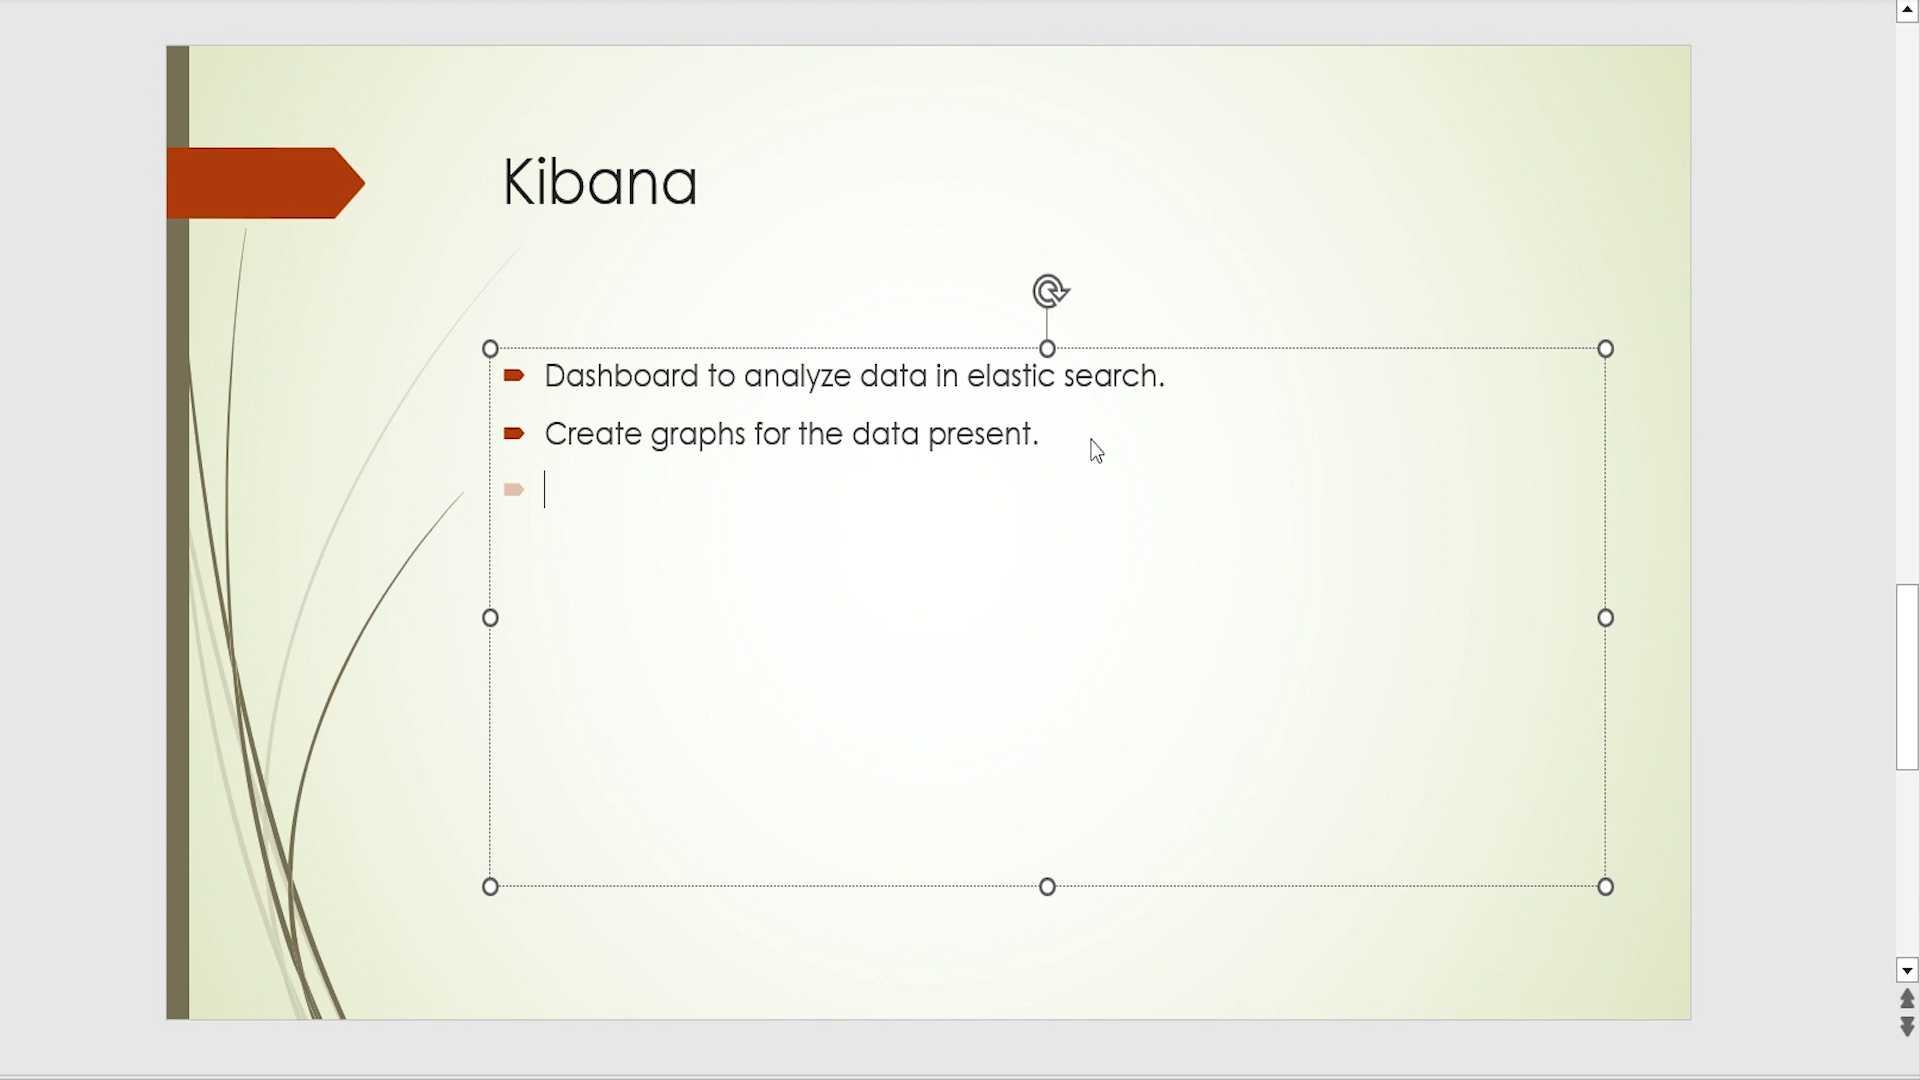 Kibana
Dashboard to analyze data in elastic search.
Create graphs for the data present.